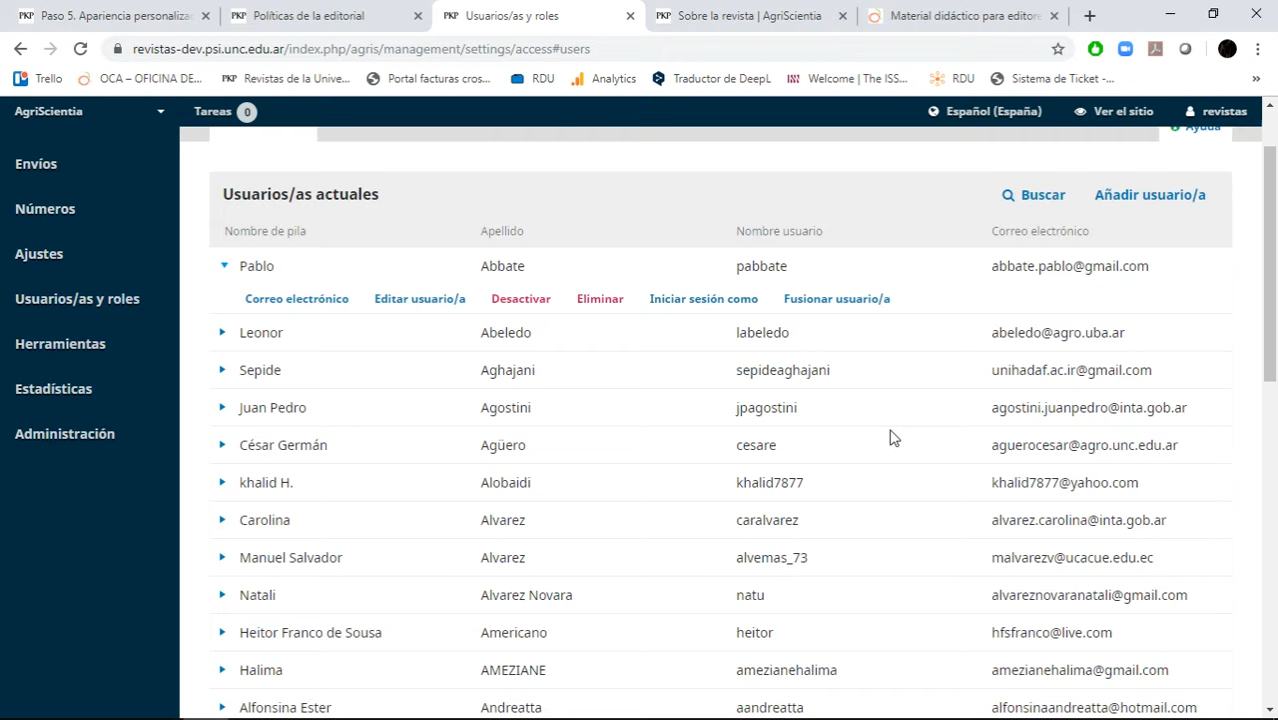 Paso 5. Apariencia personaliza
Políticas de la editorial
Usuarios/as y roles
Sobre la revista | AgriScientia
Material didáctico para editore
revistas-dev.psi.unc.edu.ar/index.php/agris/management/settings/access#users
Trello
OCA – OFICINA DE...
PKP Revistas de la Unive...
Portal facturas cros...
RDU
Analytics
Traductor de DeepL
Welcome | The ISS...
RDU
Sistema de Ticket -...
AgriScientia
Tareas 0
Español (España)
Ver el sitio
revistas
Ayuda
Envíos
Números
Ajustes
Usuarios/as y roles
Herramientas
Estadísticas
Administración
Usuarios/as actuales
Buscar
Añadir usuario/a
Nombre de pila Apellido Nombre usuario Correo electrónico
Pablo Abbate pabbate abbate.pablo@gmail.com
Correo electrónico Editar usuario/a Desactivar Eliminar Iniciar sesión como Fusionar usuario/a
Leonor Abeledo labeledo abeledo@agro.uba.ar
Sepide Aghajani sepideaghajani unihadaf.ac.ir@gmail.com
Juan Pedro Agostini jpagostini agostini.juanpedro@inta.gob.ar
César Germán Agüero cesare aguerocesar@agro.unc.edu.ar
khalid H. Alobaidi khalid7877 khalid7877@yahoo.com
Carolina Alvarez caralvarez alvarez.carolina@inta.gob.ar
Manuel Salvador Alvarez alvemas_73 malvarezv@ucacue.edu.ec
Natali Alvarez Novara natu alvareznovaranatali@gmail.com
Heitor Franco de Sousa Americano heitor hfsfranco@live.com
Halima AMEZIANE amezianehalima amezianehalima@gmail.com
Alfonsina Ester Andreatta aandreatta alfonsinaandreatta@hotmail.com